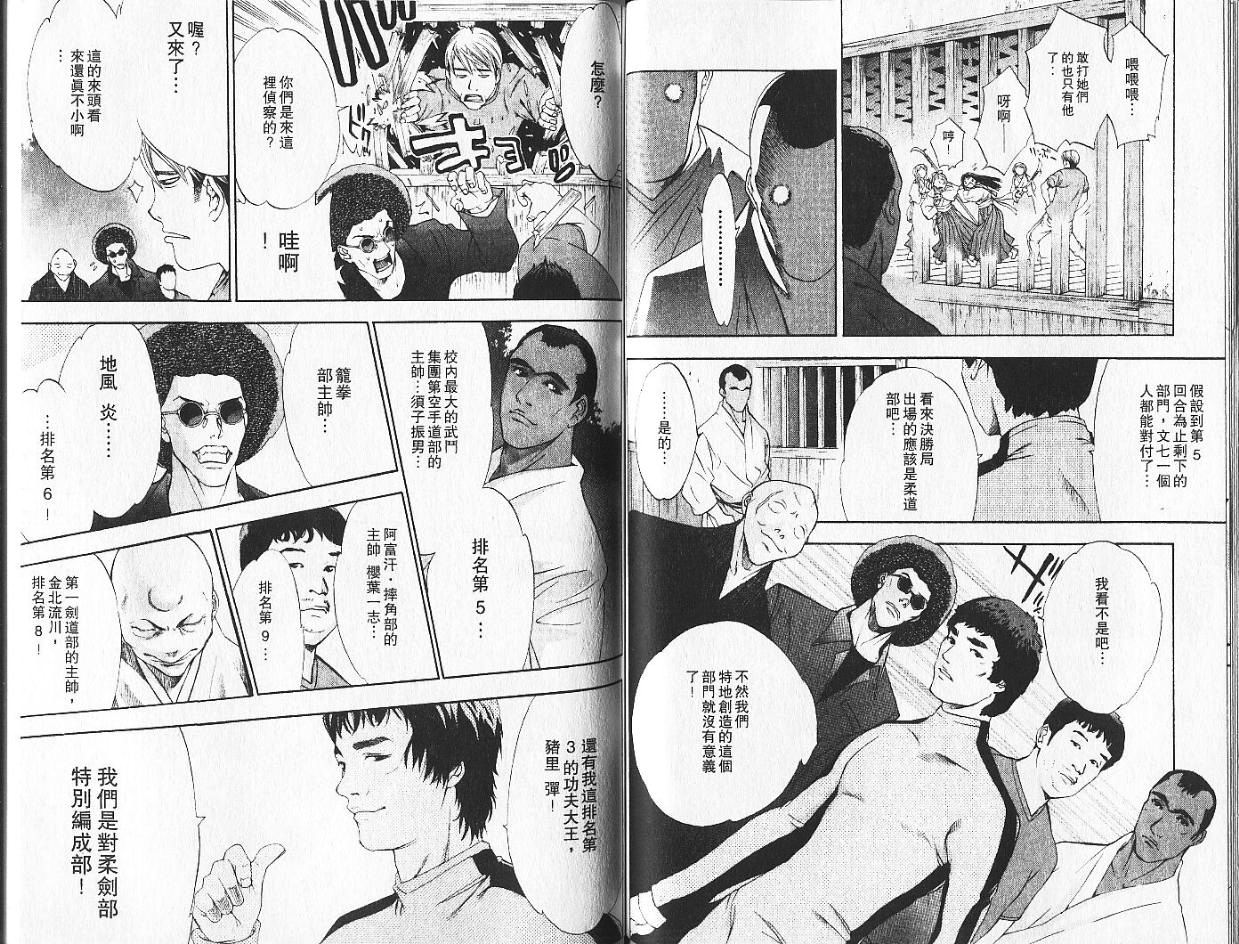 喂喂喂…
敢打她們
的也只有他
了‥
呀
啊
哼！
…………
假設到第
5
回合為止剩下的
部門，文七一個
人都能對付了…
看來決勝局
出場的應該是柔道
部吧…
……是的…
我看不是吧…
不然我們
特地創造的這個
部門就沒有意義
了！
怎麼？
你們是來這
裡偵察的？
哇啊
！
ギョ
喔？
又來了…
這的來頭看
來還真不小啊
…
校内最大的武鬥
集團第空手道部的
主帥…須子振男…
排名第5…
籠拳
部主帥…
地風 炎……
…排名第6！
阿富汗·摔角部的
主帥 櫻葉一志…
排名第9…
第一劍道部的主帥，
金北流川，
排名第8！
還有我這排名第
3的功夫大王，
豬里 彈！
我們是對柔劍部
特別編成部！